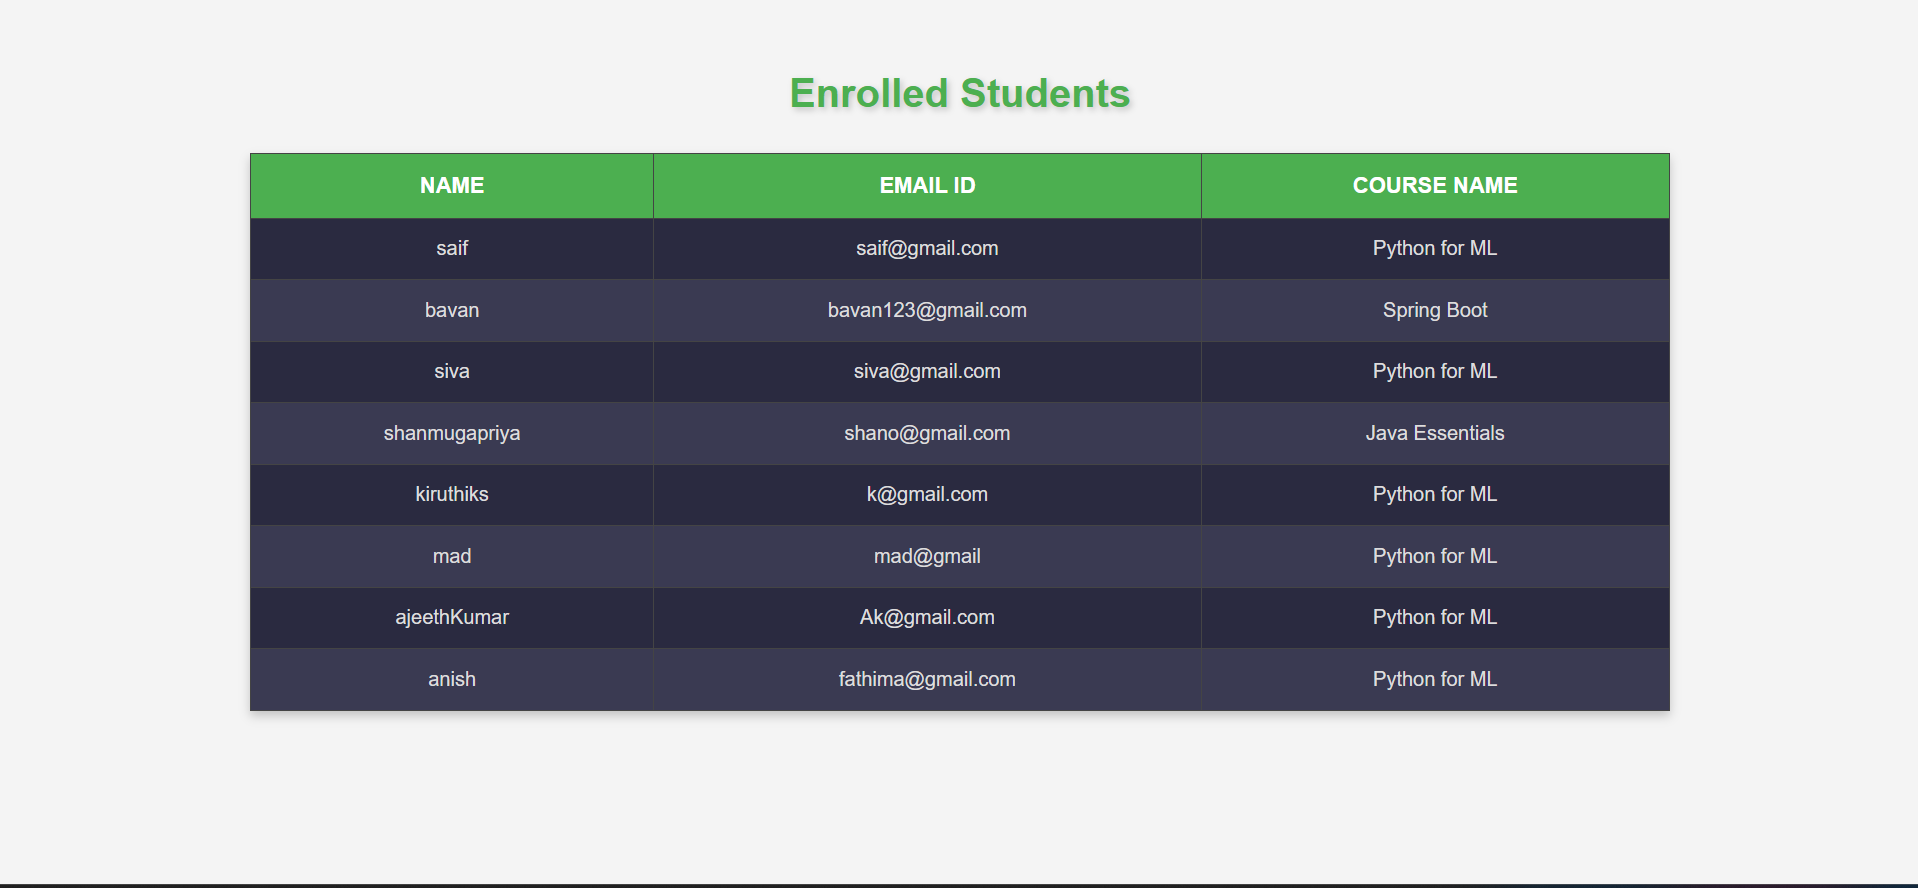 Enrolled Students
NAME EMAIL ID COURSE NAME
saif saif@gmail.com Python for ML
bavan bavan123@gmail.com Spring Boot
siva siva@gmail.com Python for ML
shanmugapriya shano@gmail.com Java Essentials
kiruthiks k@gmail.com Python for ML
mad mad@gmail Python for ML
ajeethKumar Ak@gmail.com Python for ML
anish fathima@gmail.com Python for ML